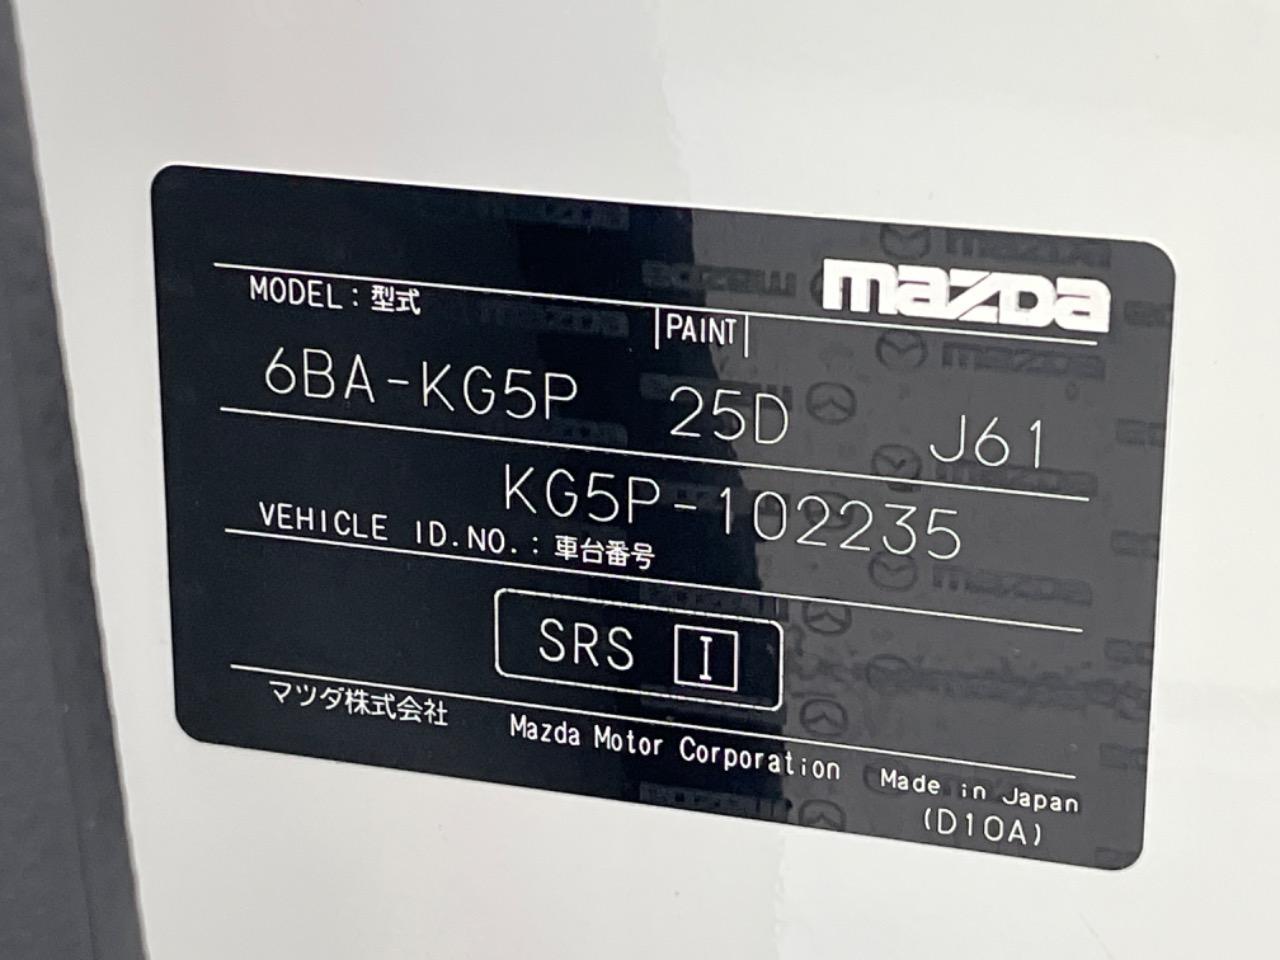 mazda
MODEL：型式
PAINT
6BA-KG5P 25D J61
KG5P-102235
VEHICLE ID.NO.：車台番号
SRS I
マツダ株式会社 Mazda Motor Corporation Made in Japan
(D10A)